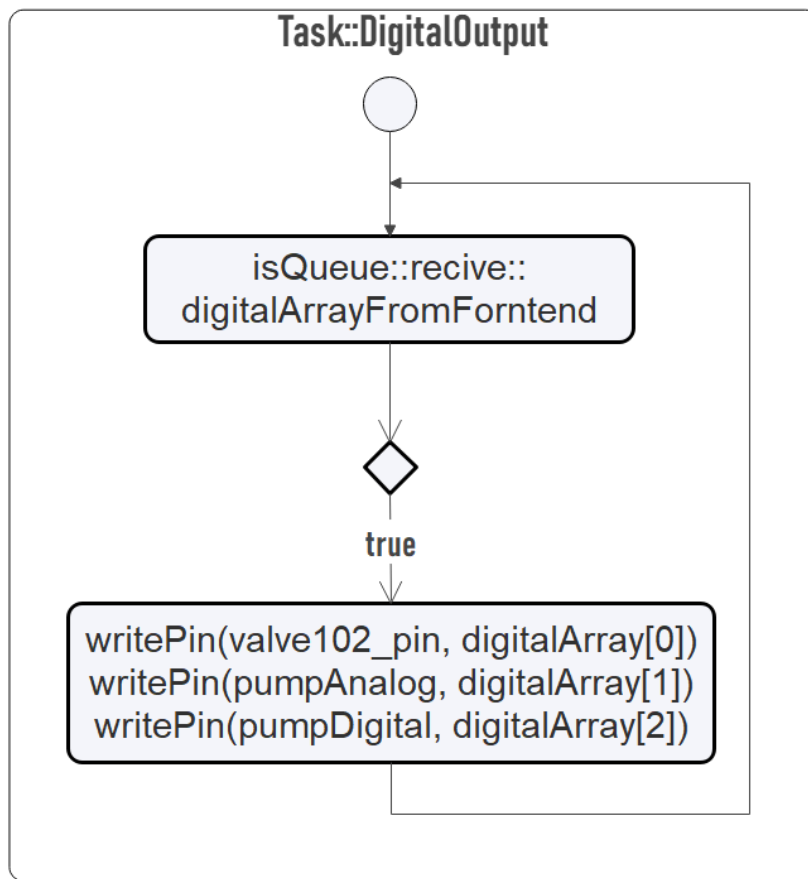 Task::DigitalOutput
isQueue::recive::
digitalArrayFromForntend
true
writePin(valve102_pin, digitalArray[0])
writePin(pumpAnalog, digitalArray[1])
writePin(pumpDigital, digitalArray[2])